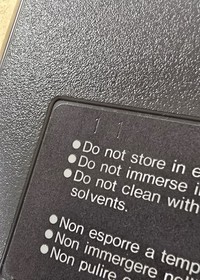 11
●Do not store in e
●Do not immerse i
●Do not clean with
solvents.
●Non esporre a temp
●Non immergere
●Non pulire